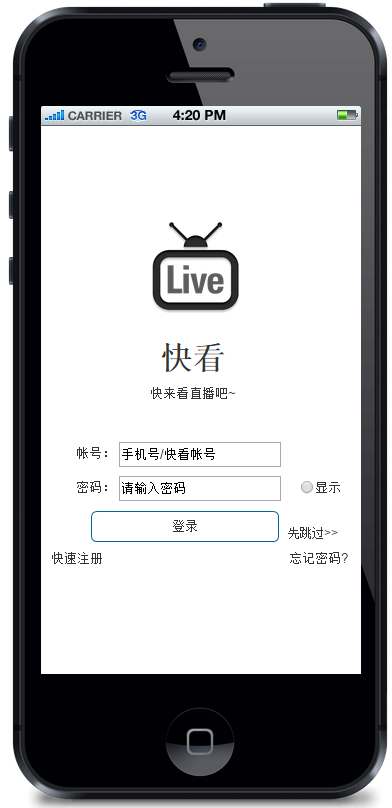 CARRIER 3G 4:20 PM
Live
快看
快来看直播吧~
帐号： 手机号/快看帐号
密码： 请输入密码 显示
登录 先跳过>>
快速注册 忘记密码?